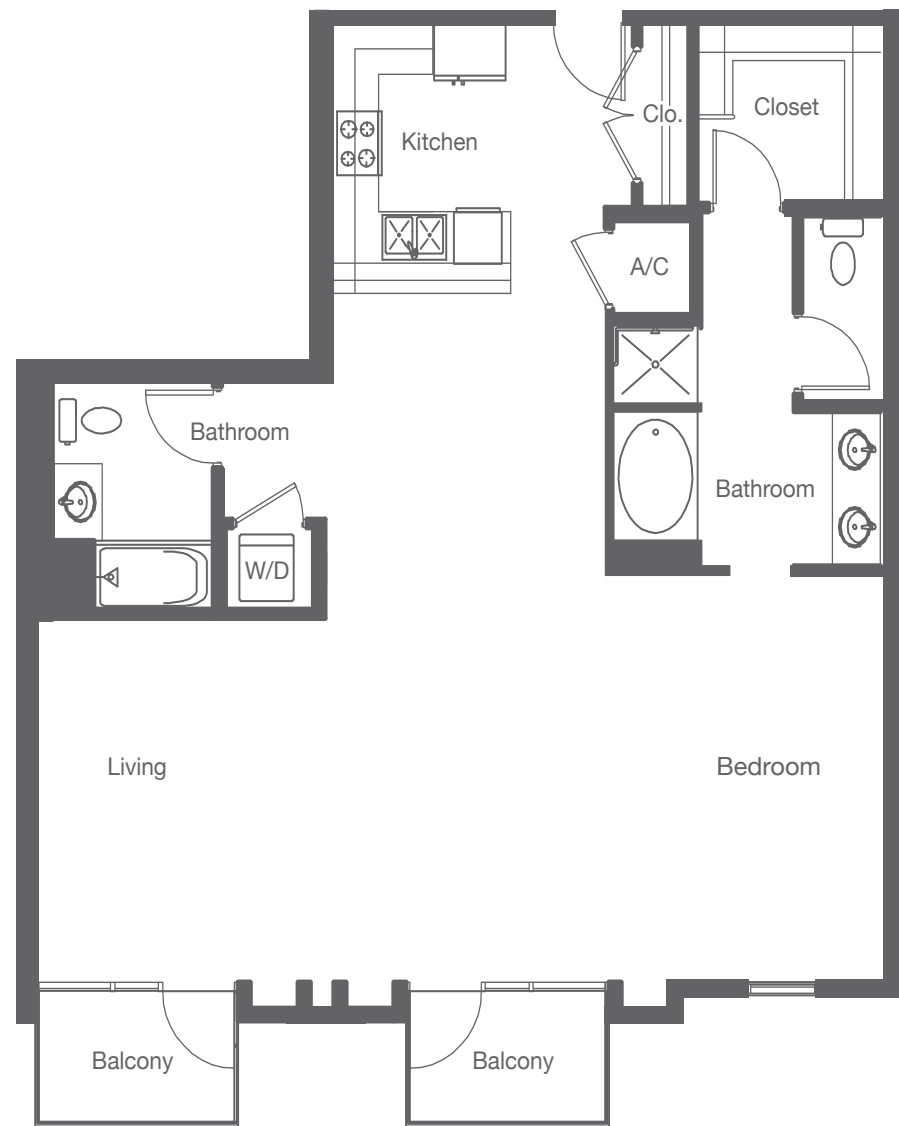 Clo.
Closet
Kitchen
A/C
Bathroom
Bathroom
W/D
Living
Bedroom
Balcony
Balcony